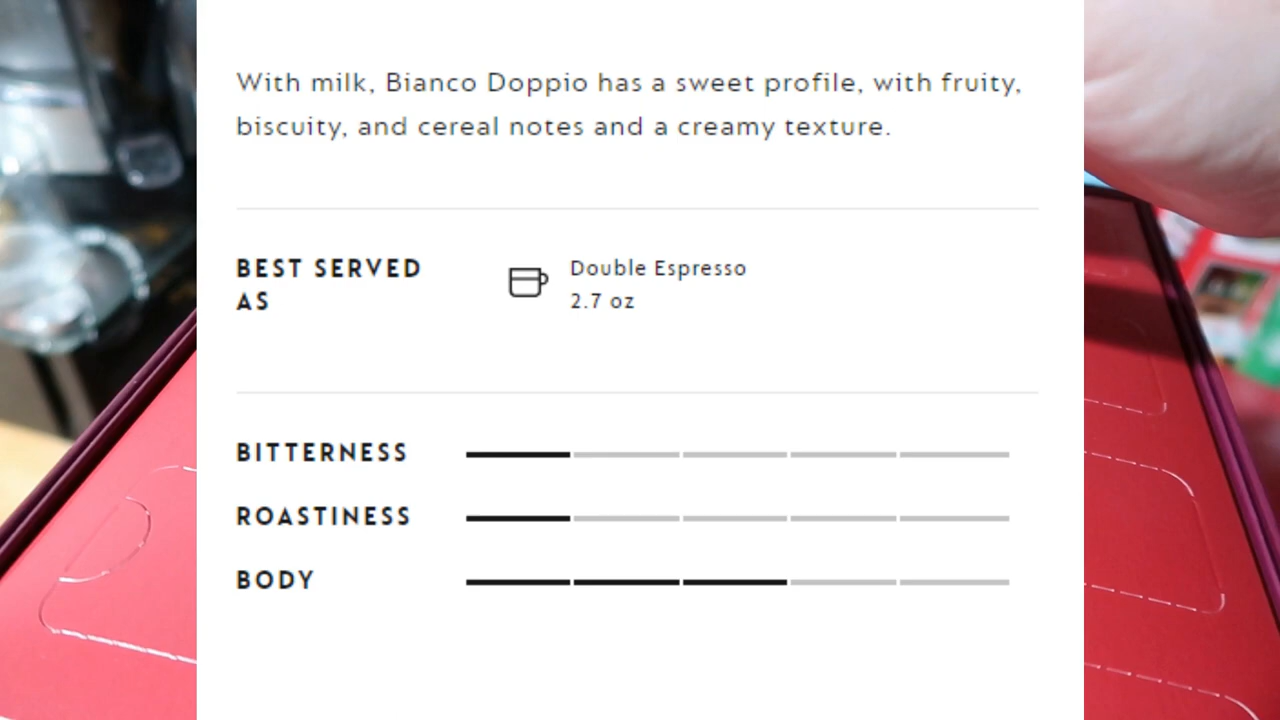 With milk, Bianco Doppio has a sweet profile, with fruity,
biscuity, and cereal notes and a creamy texture.
BEST SERVED
AS
Double Espresso
2.7 oz
BITTERNESS
ROASTINESS
BODY